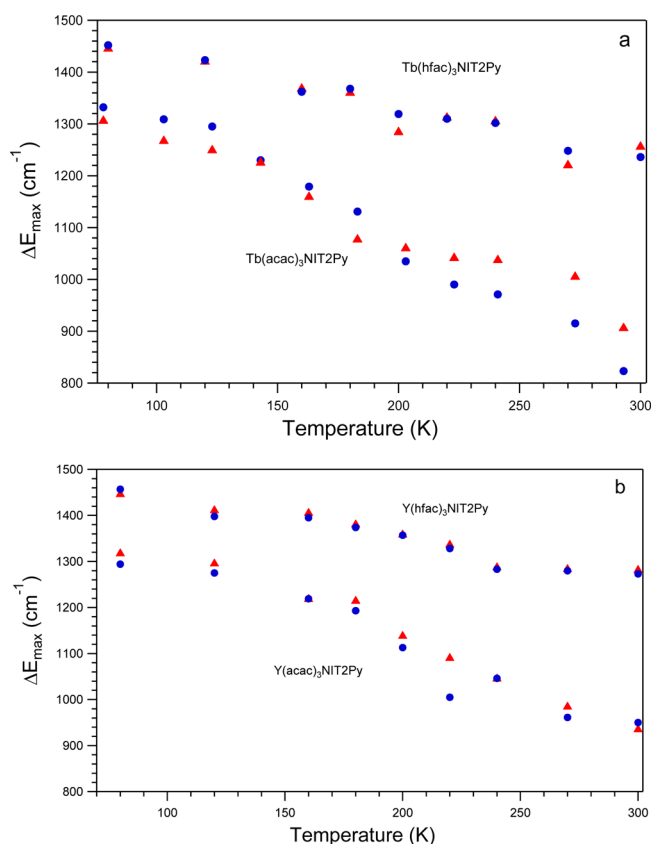 1500
a
Tb(hfac)3NIT2Py
1400
1300
1200
ΔEmax (cm-1)
1100
Tb(acac)3NIT2Py
1000
900
800
100 150 200 250 300
Temperature (K)
1500
b
Y(hfac)3NIT2Py
1400
1300
1200
ΔEmax (cm-1)
1100
Y(acac)3NIT2Py
1000
900
800
100 150 200 250 300
Temperature (K)